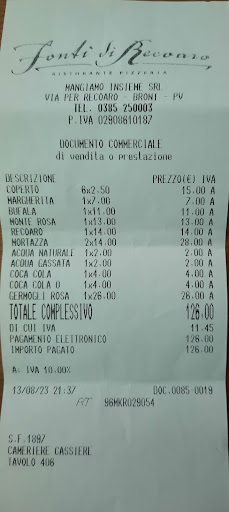 Fonti di Recoaro
RISTORANTE PIZZERIA
MANGIAMO INSIEME SRL
VIA PER RECOARO - BRONI - PV
TEL. 0385 250003
P.IVA 02908610187
DOCUMENTO COMMERCIALE
di vendita o prestazione
DESCRIZIONE PREZZO(€) IVA
COPERTO 6x2.50 15.00 A
MARGHERITA 1x7.00 7.00 A
BUFALA 1x11.00 11.00 A
MONTE ROSA 1x13.00 13.00 A
RECOARO 1x14.00 14.00 A
MORTAZZA 2x14.00 28.00 A
ACQUA NATURALE 1x2.00 2.00 A
ACQUA GASSATA 1x2.00 2.00 A
COCA COLA 1x4.00 4.00 A
COCA COLA 0 1x4.00 4.00 A
GERMOGLI ROSA 1x26.00 26.00 A
TOTALE COMPLESSIVO 126.00
DI CUI IVA 11.45
PAGAMENTO ELETTRONICO 126.00
IMPORTO PAGATO 126.00
A: IVA 10.00%
13/08/23 21:37 DOC.0085-0019
RT 96MKR029054
S.F.1897
CAMERIERE CASSIERE
TAVOLO 406